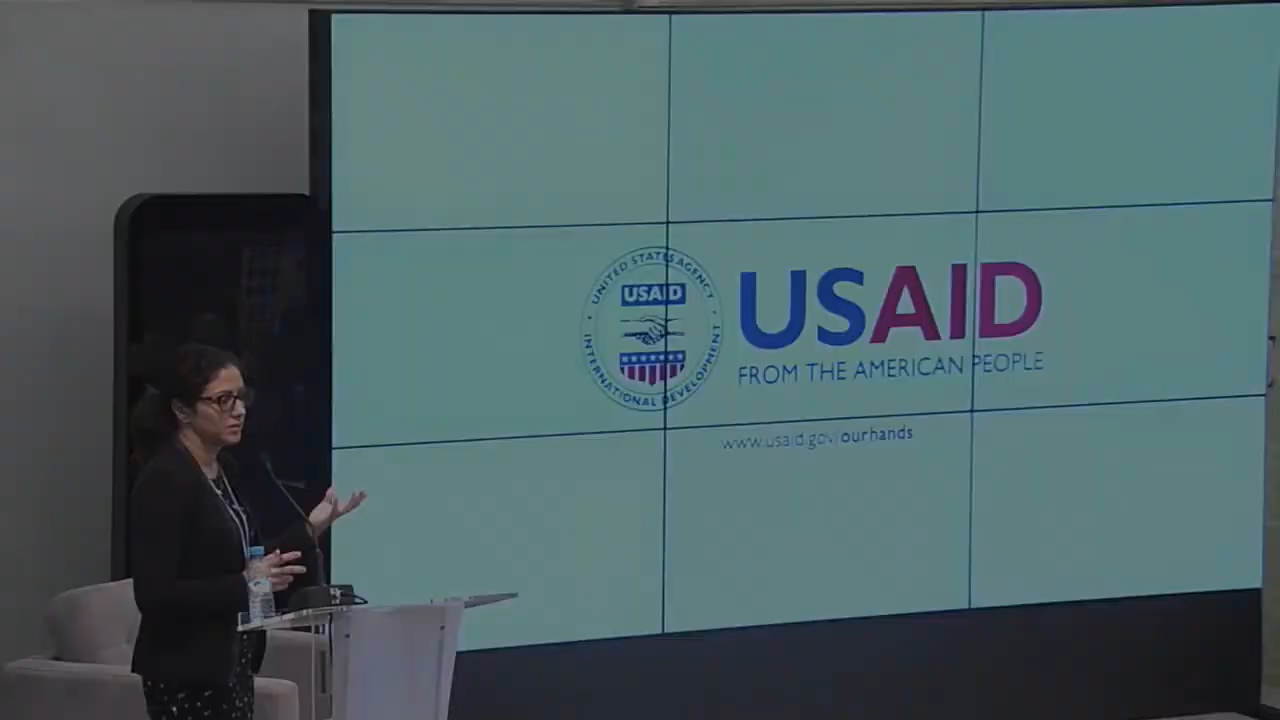 UNITED STATES AGENCY
INTERNATIONAL DEVELOPMENT
USAID
USAID
FROM THE AMERICAN PEOPLE
www.usaid.gov/ourhands